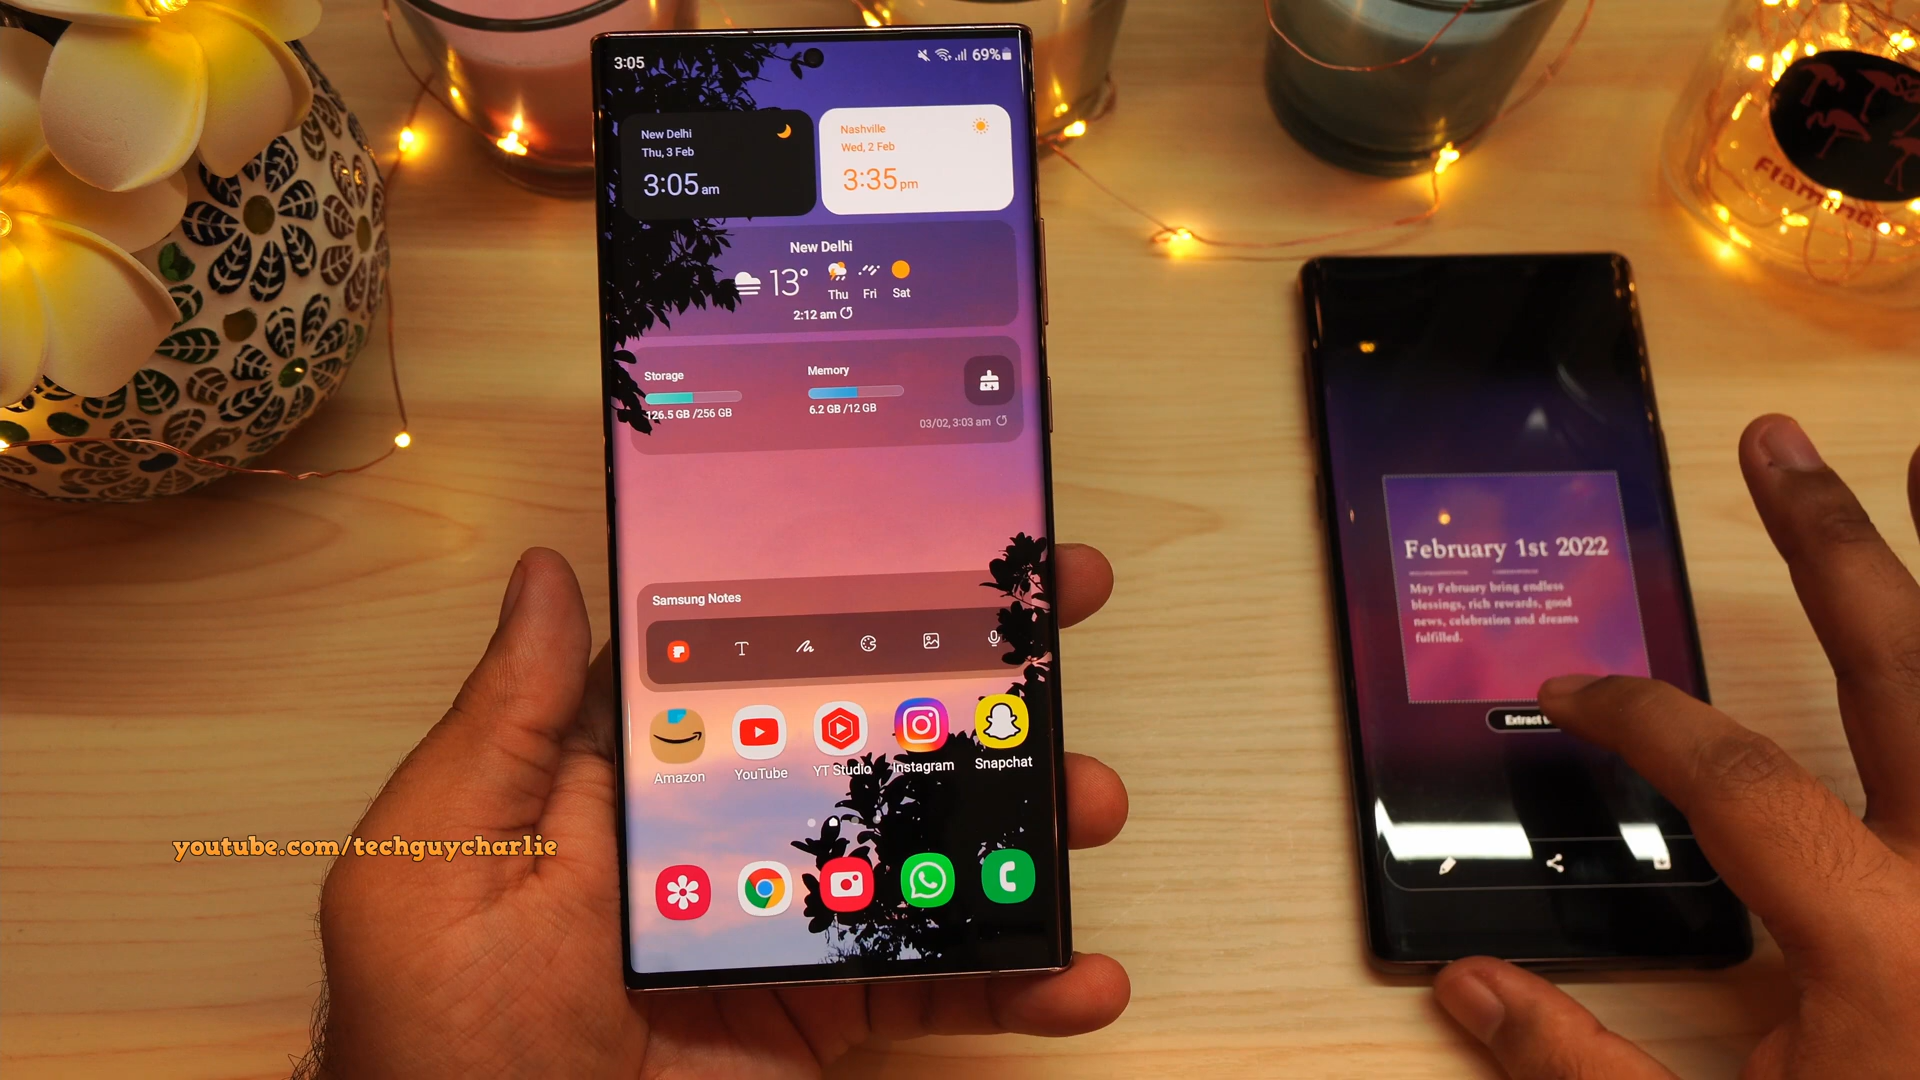 3:05
69%
New Delhi
Thu, 3 Feb
3:05 am
Nashville
Wed, 2 Feb
3:35 pm
New Delhi
13°
Thu Fri Sat
2:12 am
Storage
126.5 GB /256 GB
Memory
6.2 GB /12 GB
03/02, 3:03 am
Samsung Notes
T
Amazon YouTube YT Studio Instagram Snapchat
youtube.com/techguycharlie
February 1st 2022
May February bring endless
blessings, rich rewards, good
news, celebration and dreams
fulfilled.
Extract
Flamingo